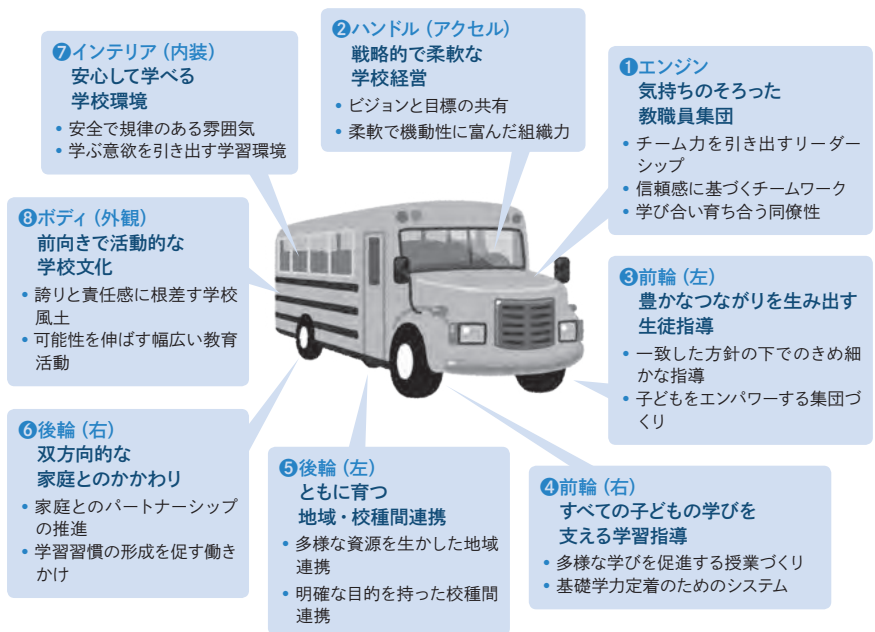 ❶エンジン
気持ちのそろった
教職員集団
• チーム力を引き出すリーダー
シップ
• 信頼感に基づくチームワーク
• 学び合い育ち合う同僚性
❷ハンドル（アクセル）
戦略的で柔軟な
学校経営
• ビジョンと目標の共有
• 柔軟で機動性に富んだ組織力
❸前輪（左）
豊かなつながりを生み出す
生徒指導
• 一致した方針の下でのきめ細
かな指導
• 子どもをエンパワーする集団づ
くり
❹前輪（右）
すべての子どもの学びを
支える学習指導
• 多様な学びを促進する授業づくり
• 基礎学力定着のためのシステム
❺後輪（左）
ともに育つ
地域・校種間連携
• 多様な資源を生かした地域
連携
• 明確な目的を持った校種間
連携
❻後輪（右）
双方向的な
家庭とのかかわり
• 家庭とのパートナーシップ
の推進
• 学習習慣の形成を促す働き
かけ
❼インテリア（内装）
安心して学べる
学校環境
• 安全で規律のある雰囲気
• 学ぶ意欲を引き出す学習環境
❽ボディ（外観）
前向きで活動的な
学校文化
• 誇りと責任感に根差す学校
風土
• 可能性を伸ばす幅広い教育
活動